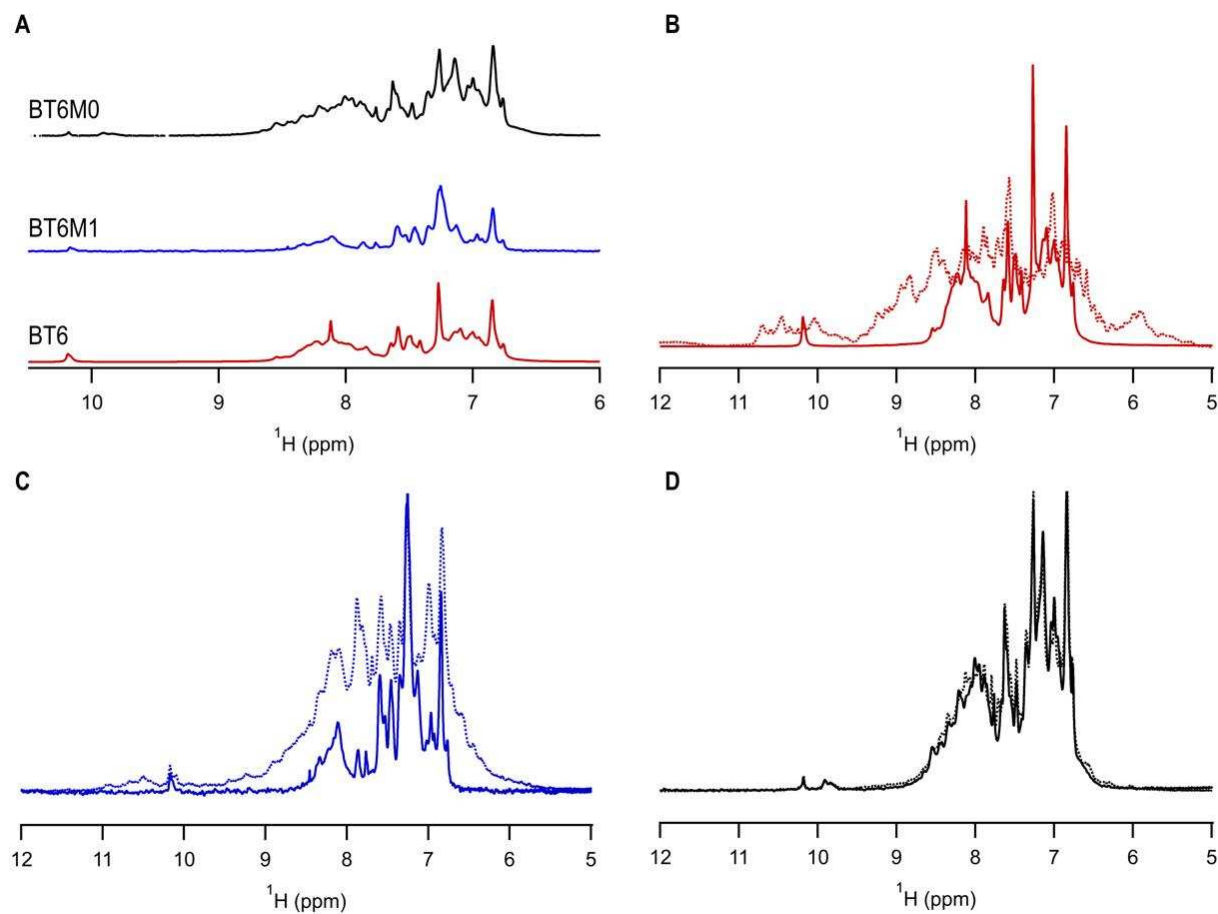 A
BT6M0
BT6M1
BT6
10 9 8 7 6
¹H (ppm)
B
12 11 10 9 8 7 6 5
¹H (ppm)
C
12 11 10 9 8 7 6 5
¹H (ppm)
D
12 11 10 9 8 7 6 5
¹H (ppm)